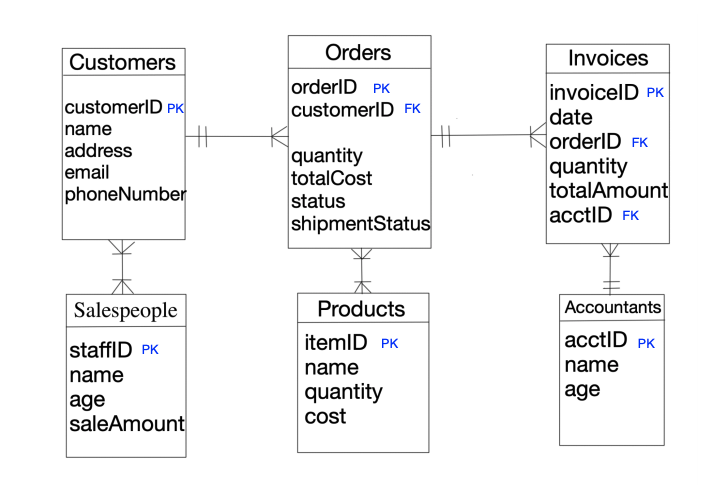 Customers
customerID PK
name
address
email
phoneNumber
Orders
orderID PK
customerID FK
quantity
totalCost
status
shipmentStatus
Invoices
invoiceID PK
date
orderID FK
quantity
totalAmount
acctID FK
Salespeople
staffID PK
name
age
saleAmount
Products
itemID PK
name
quantity
cost
Accountants
acctID PK
name
age